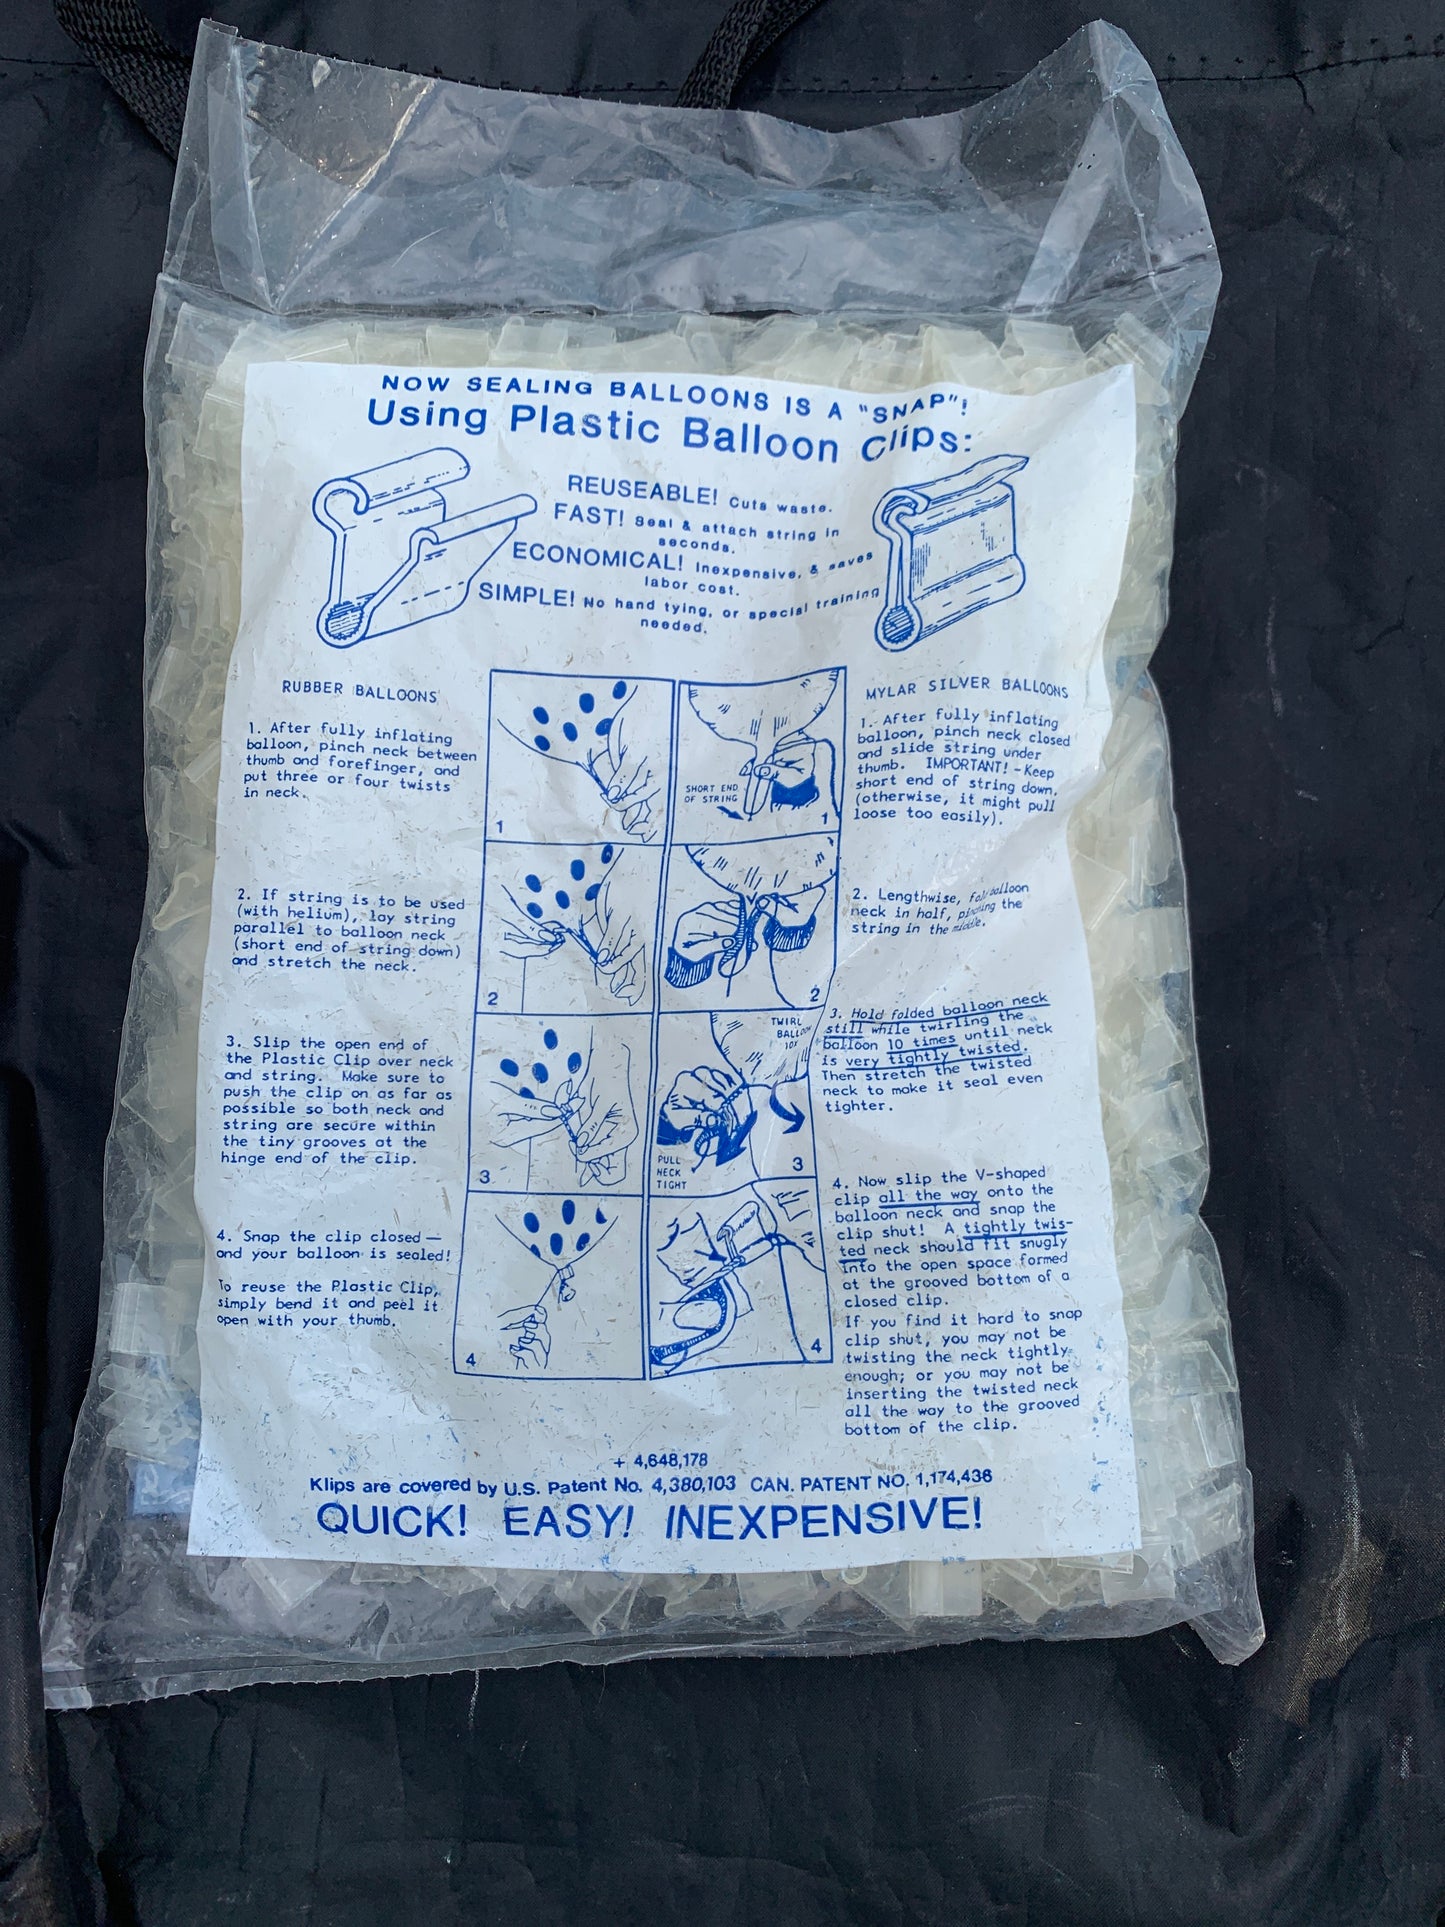 NOW SEALING BALLOONS IS A "SNAP"!
Using Plastic Balloon Clips:
REUSEABLE! Cuts waste.
FAST! Seal & attach string in
seconds.
ECONOMICAL! Inexpensive, & saves
labor cost.
SIMPLE! No hand tying, or special training
needed.
RUBBER BALLOONS
1. After fully inflating
balloon, pinch neck between
thumb and forefinger, and
put three or four twists
in neck.
2. If string is to be used
(with helium), lay string
parallel to balloon neck
(short end of string down)
and stretch the neck.
3. Slip the open end of
the Plastic Clip over neck
and string. Make sure to
push the clip on as far as
possible so both neck and
string are secure within
the tiny grooves at the
hinge end of the clip.
4. Snap the clip closed —
and your balloon is sealed!
To reuse the Plastic Clip,
simply bend it and peel it
open with your thumb.
1
2
3
4
SHORT END
OF STRING
1
2
TWIRL
BALLOON
10X
PULL
NECK
TIGHT
3
4
MYLAR SILVER BALLOONS
1. After fully inflating
balloon, pinch neck closed
and slide string under
thumb. IMPORTANT! - Keep
short end of string down,
(otherwise, it might pull
loose too easily).
2. Lengthwise, fold balloon
neck in half, pinching the
string in the middle.
3. Hold folded balloon neck
still while twirling the
balloon 10 times until neck
is very tightly twisted.
Then stretch the twisted
neck to make it seal even
tighter.
4. Now slip the V-shaped
clip all the way onto the
balloon neck and snap the
clip shut! A tightly twis-
ted neck should fit snugly
into the open space formed
at the grooved bottom of a
closed clip.
If you find it hard to snap
clip shut, you may not be
twisting the neck tightly
enough; or you may not be
inserting the twisted neck
all the way to the grooved
bottom of the clip.
+ 4,648,178
Klips are covered by U.S. Patent No. 4,380,103 CAN. PATENT NO. 1,174,436
QUICK! EASY! INEXPENSIVE!